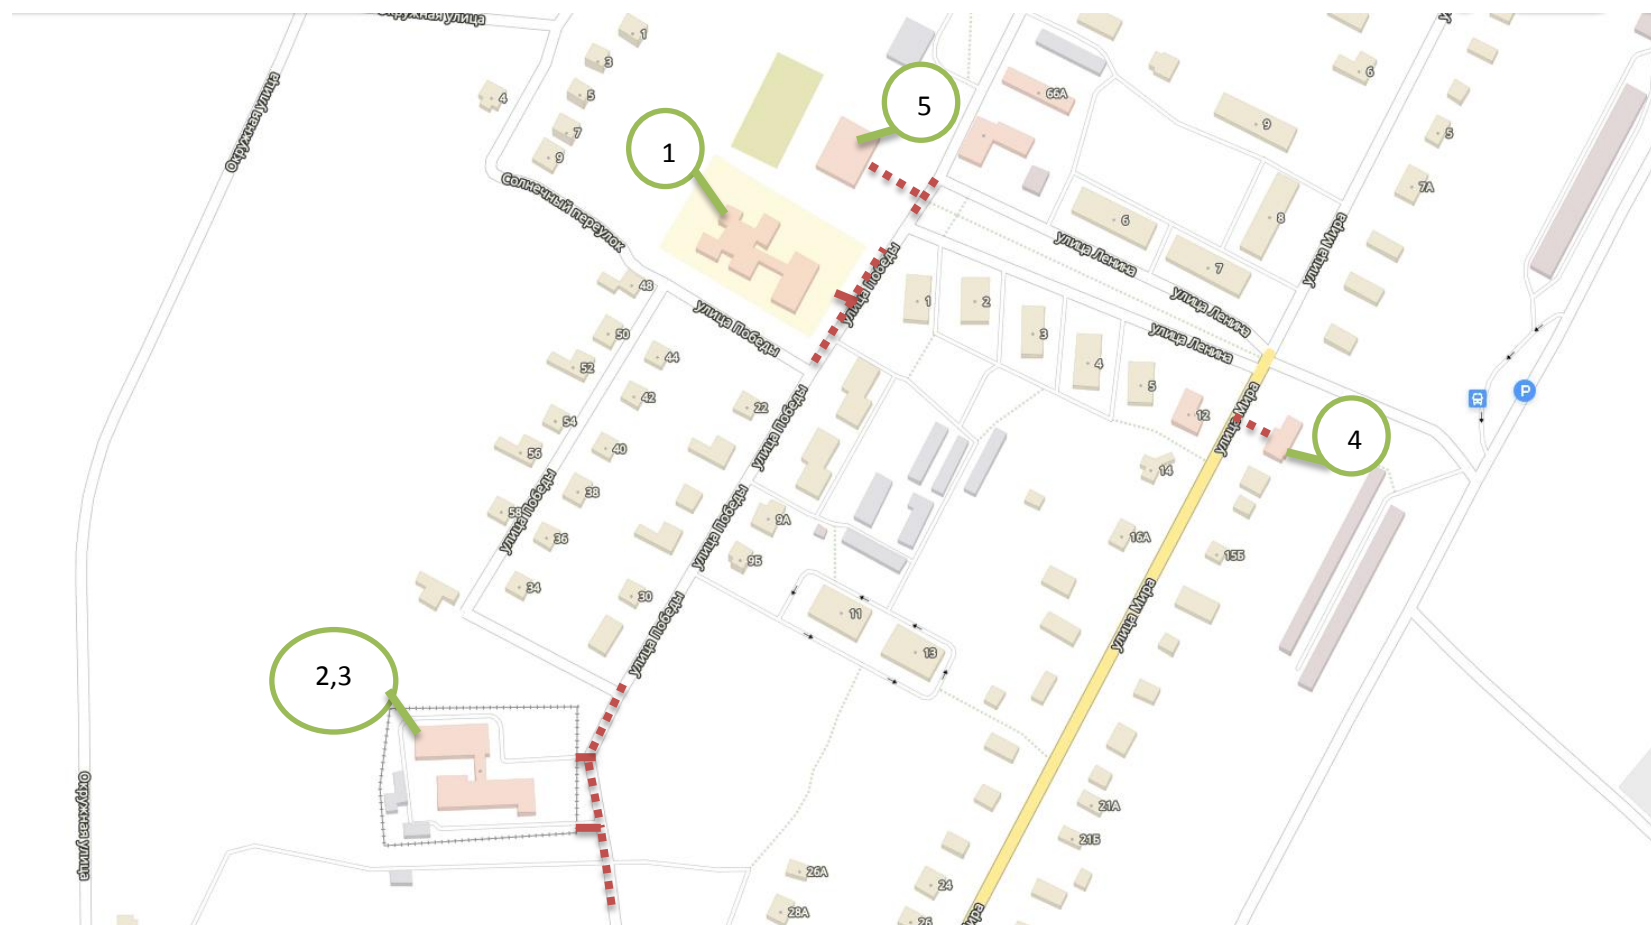 Окружная улица
1
3
5
7
9
4
Окружная улица
Солнечный переулок
1
5
66А
6
9
5
7А
6
8
7
улица Ленина
улица Ленина
улица Ленина
улица Мира
улица Победы
48
50
52
54
56
58
44
42
40
38
36
34
улица Победы
улица Победы
22
улица Победы
улица Победы
улица Победы
30
9А
9Б
11
13
1
2
3
4
5
12
14
улица Мира
4
P
16А
15Б
улица Мира
2,3
21А
21Б
Окружная улица
26А
28А
24
26